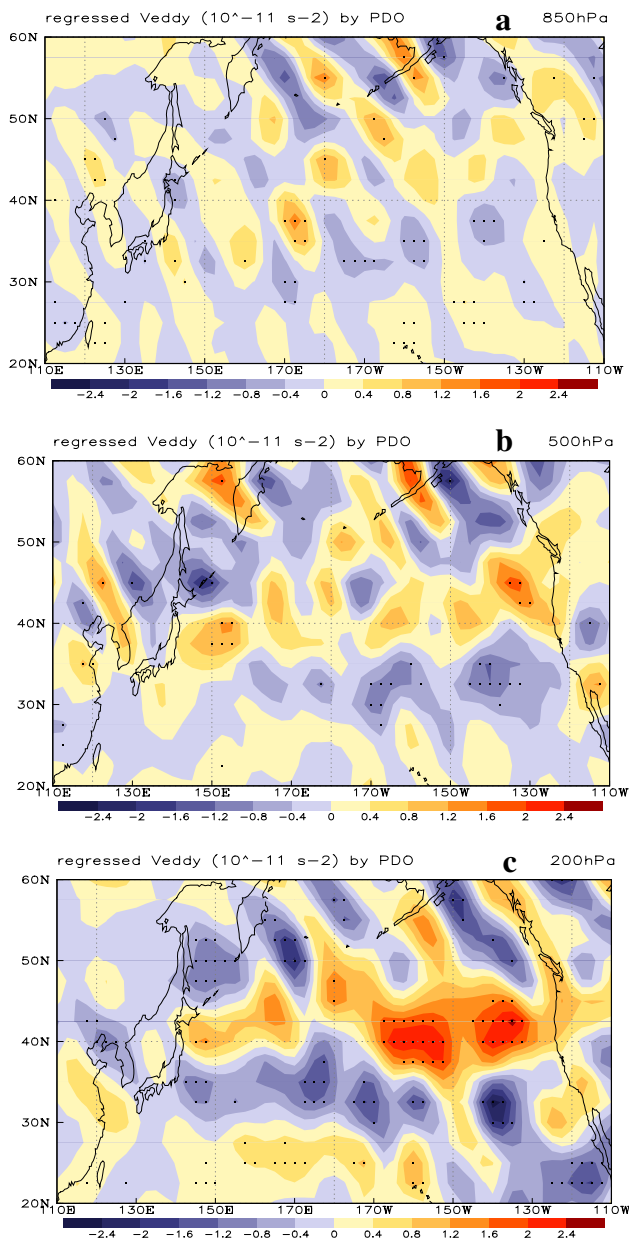 regressed Veddy (10^-11 s-2) by PDO a 850hPa
60N
50N
40N
30N
20N
110E 130E 150E 170E 170W 150W 130W 110W
-2.4 -2 -1.6 -1.2 -0.8 -0.4 0 0.4 0.8 1.2 1.6 2 2.4
regressed Veddy (10^-11 s-2) by PDO b 500hPa
60N
50N
40N
30N
20N
110E 130E 150E 170E 170W 150W 130W 110W
-2.4 -2 -1.6 -1.2 -0.8 -0.4 0 0.4 0.8 1.2 1.6 2 2.4
regressed Veddy (10^-11 s-2) by PDO c 200hPa
60N
50N
40N
30N
20N
110E 130E 150E 170E 170W 150W 130W 110W
-2.4 -2 -1.6 -1.2 -0.8 -0.4 0 0.4 0.8 1.2 1.6 2 2.4